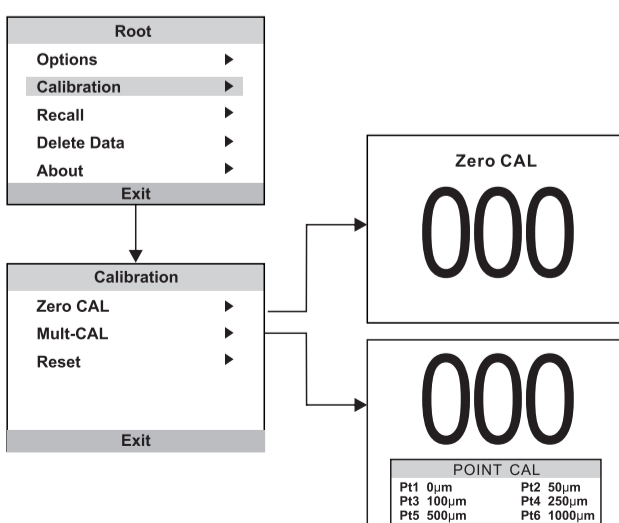 Root
Options
Calibration
Recall
Delete Data
About
Exit
Calibration
Zero CAL
Mult-CAL
Reset
Exit
Zero CAL
000
000
POINT CAL
Pt1 0µm Pt2 50µm
Pt3 100µm Pt4 250µm
Pt5 500µm Pt6 1000µm